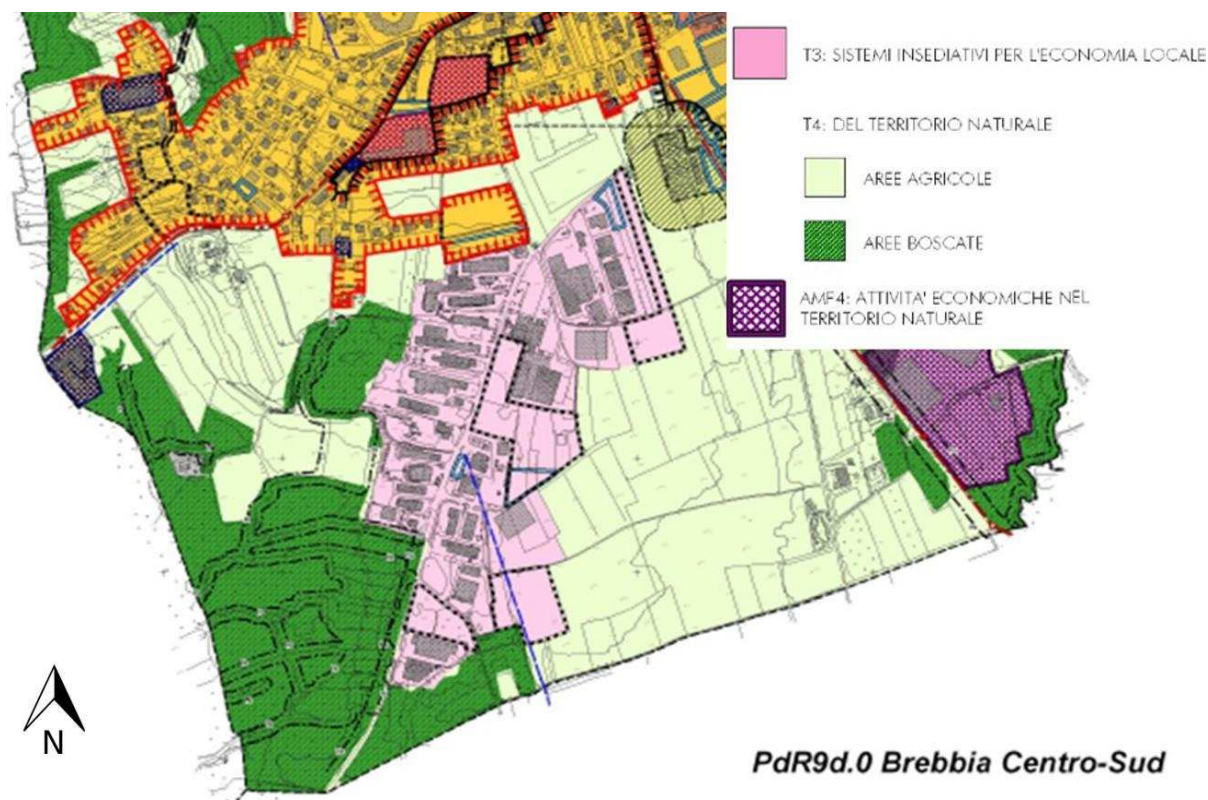 T3: SISTEMI INSEDIATIVI PER L'ECONOMIA LOCALE
T4: DEL TERRITORIO NATURALE
AREE AGRICOLE
AREE BOSCATE
AMF4: ATTIVITA' ECONOMICHE NEL
TERRITORIO NATURALE
N
PdR9d.0 Brebbia Centro-Sud